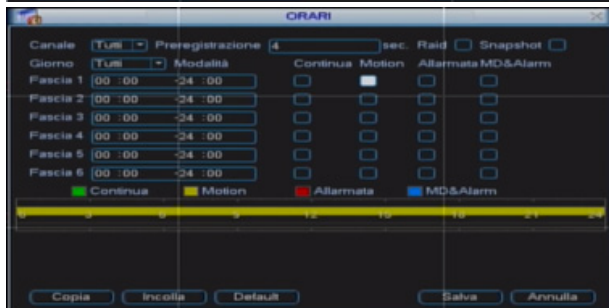 ORARI
Canale Tutti Preregistrazione 4 sec. Raid Snapshot
Giorno Tutti Modalità Continua Motion Allarmata MD&Alarm
Fascia 1 00 :00 -24 :00
Fascia 2 00 :00 -24 :00
Fascia 3 00 :00 -24 :00
Fascia 4 00 :00 -24 :00
Fascia 5 00 :00 -24 :00
Fascia 6 00 :00 -24 :00
Continua Motion Allarmata MD&Alarm
0 3 6 9 12 15 18 21 24
Copia Incolla Default Salva Annulla